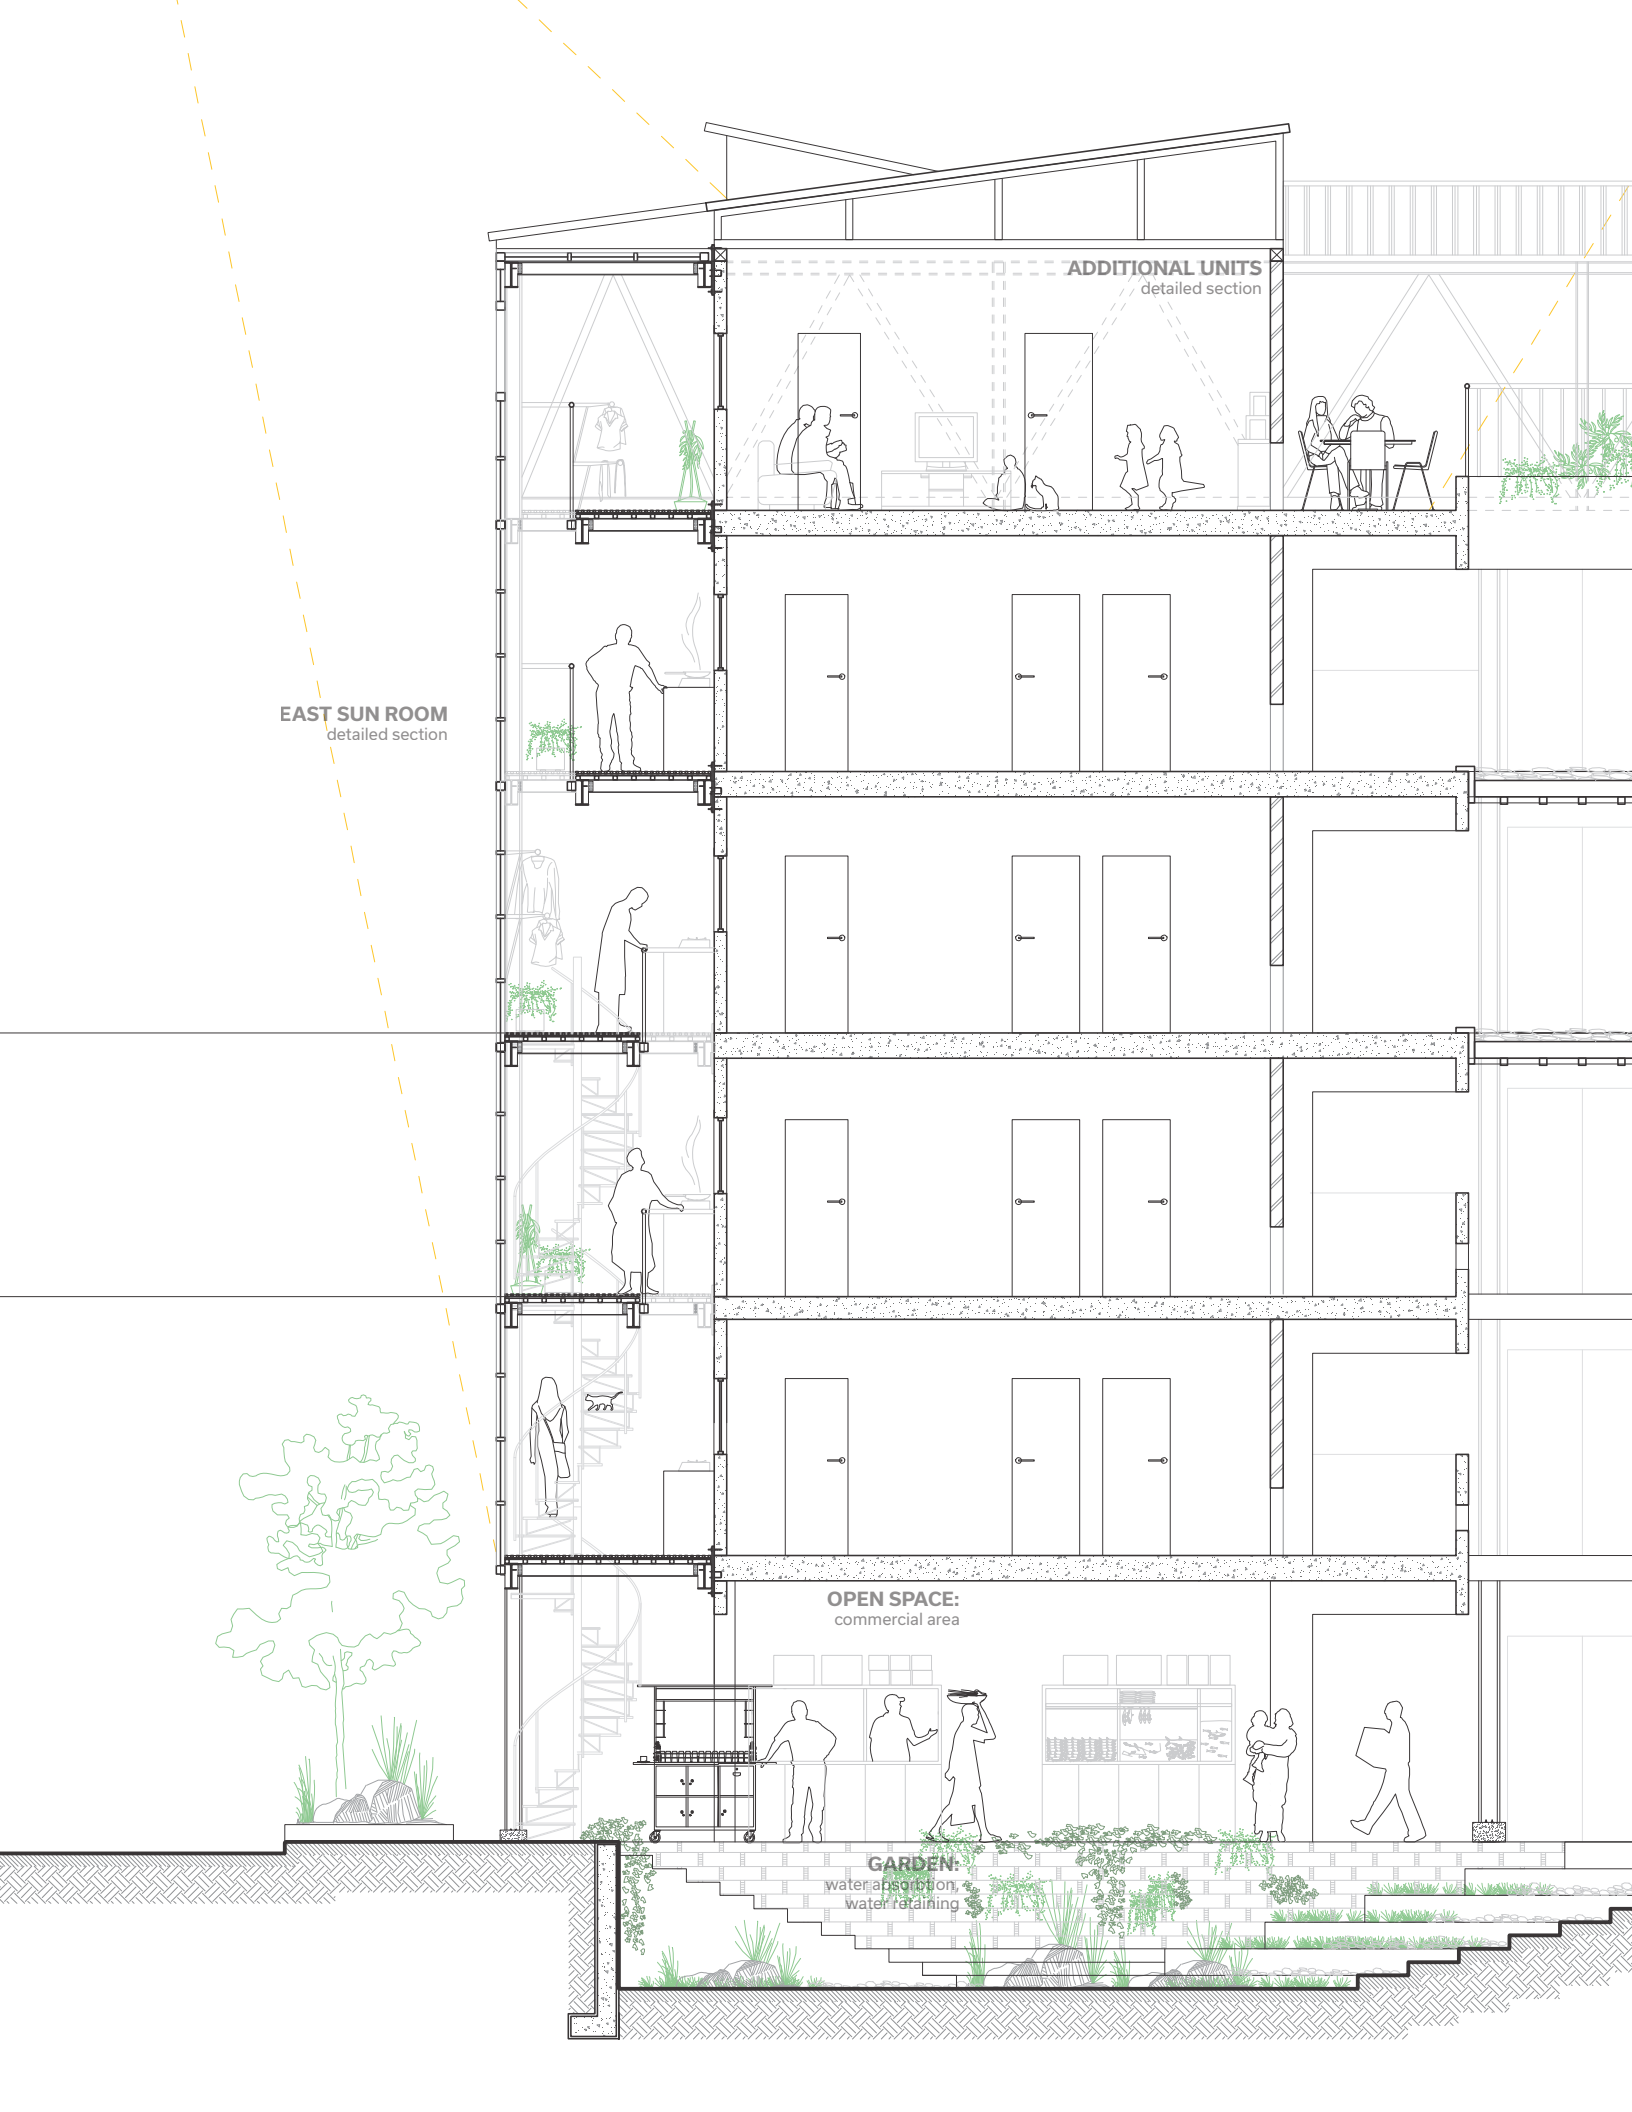 ADDITIONAL UNITS
detailed section
EAST SUN ROOM
detailed section
OPEN SPACE:
commercial area
GARDEN:
water absorbtion,
water retaining